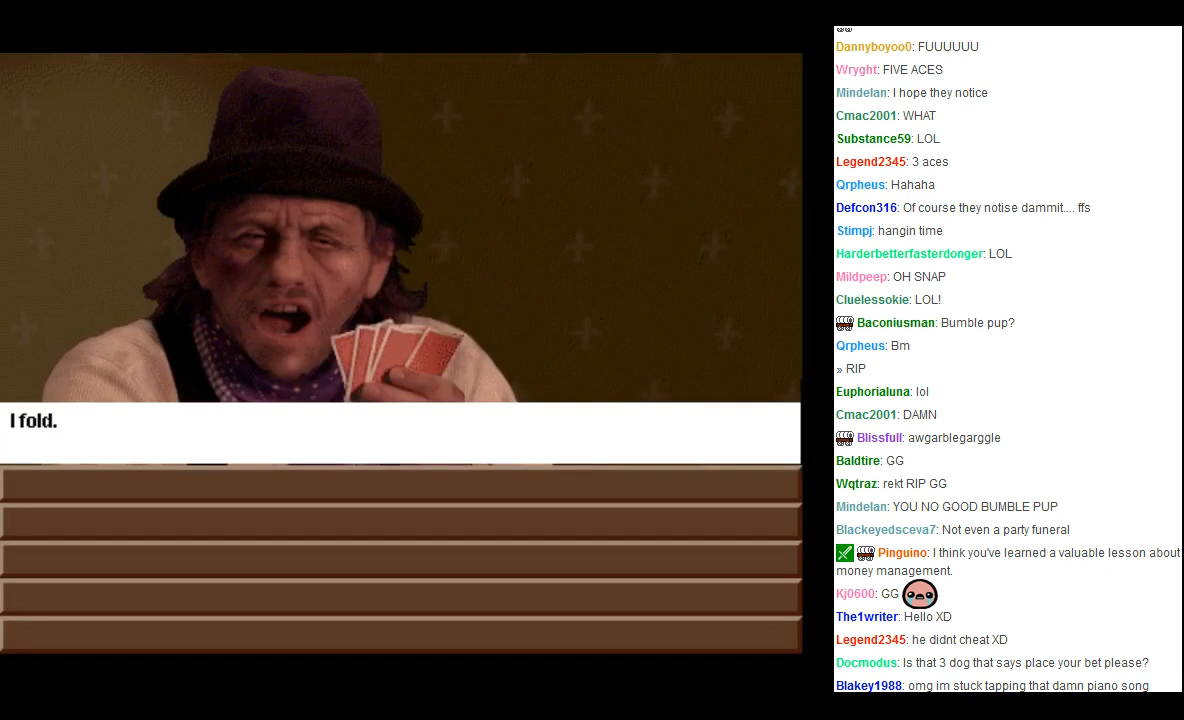 I fold.
Dannyboyoo0: FUUUUUU
Wryght: FIVE ACES
Mindelan: I hope they notice
Cmac2001: WHAT
Substance59: LOL
Legend2345: 3 aces
Qrpheus: Hahaha
Defcon316: Of course they notise dammit.... ffs
Stimpj: hangin time
Harderbetterfasterdonger: LOL
Mildpeep: OH SNAP
Cluelessokie: LOL!
Baconiusman: Bumble pup?
Qrpheus: Bm
» RIP
Euphorialuna: lol
Cmac2001: DAMN
Blissfull: awgarblegarggle
Baldtire: GG
Wqtraz: rekt RIP GG
Mindelan: YOU NO GOOD BUMBLE PUP
Blackeyedsceva7: Not even a party funeral
Pinguino: I think you've learned a valuable lesson about
money management.
Kj0600: GG
The1writer: Hello XD
Legend2345: he didnt cheat XD
Docmodus: Is that 3 dog that says place your bet please?
Blakey1988: omg im stuck tapping that damn piano song